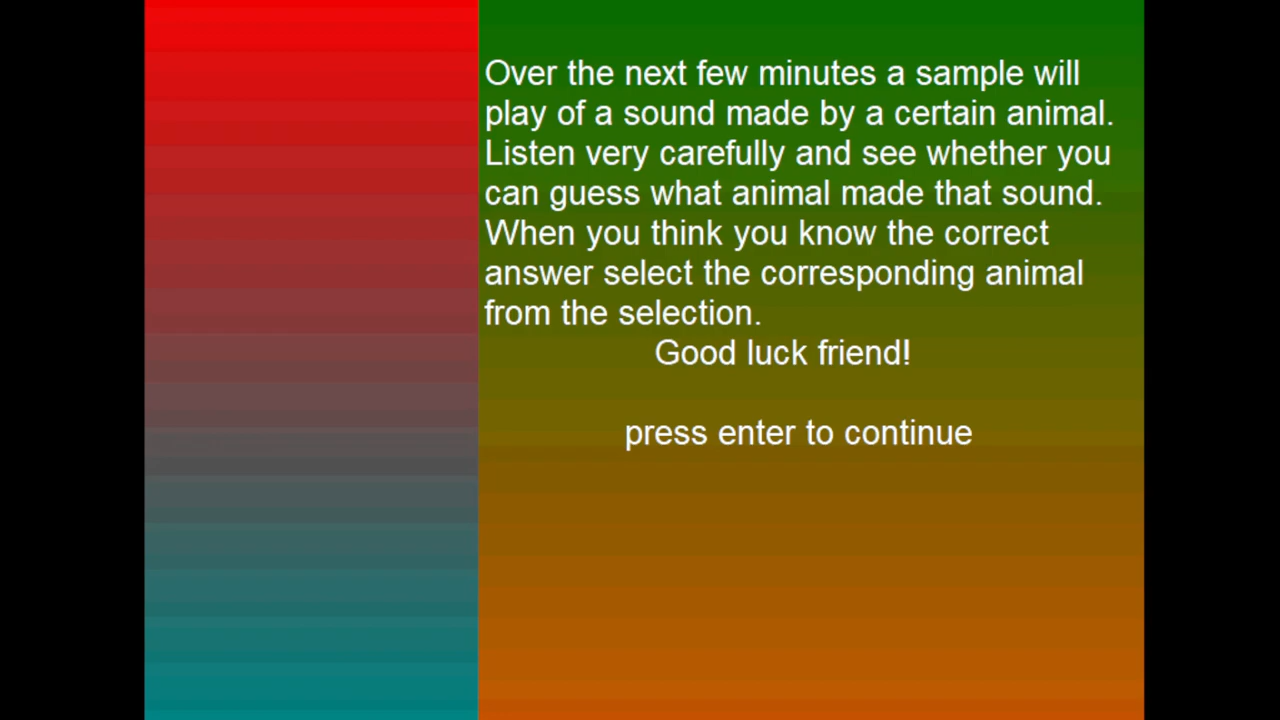 Over the next few minutes a sample will
play of a sound made by a certain animal.
Listen very carefully and see whether you
can guess what animal made that sound.
When you think you know the correct
answer select the corresponding animal
from the selection.
Good luck friend!
press enter to continue